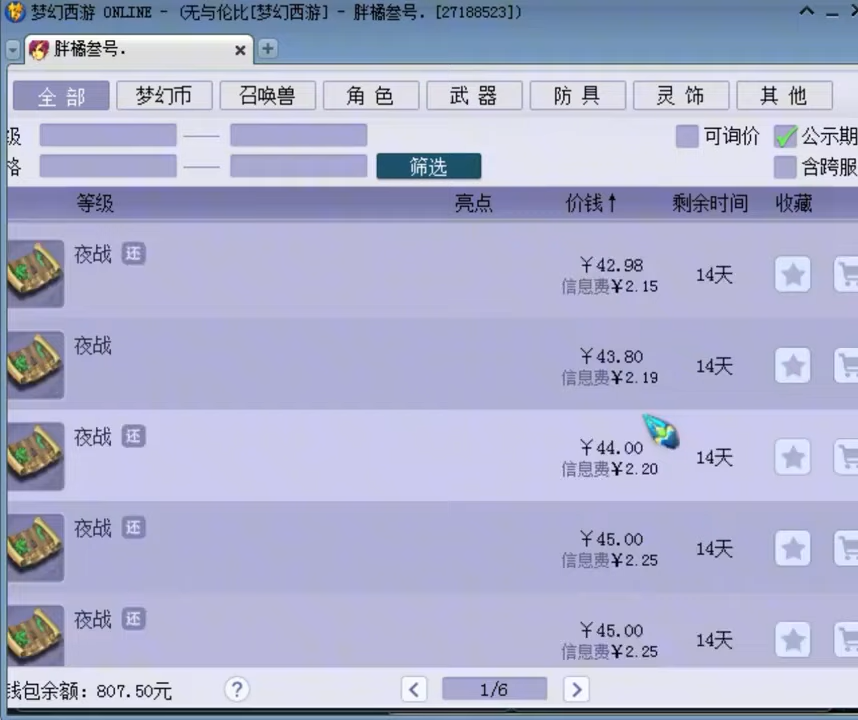 梦幻西游 ONLINE - (无与伦比[梦幻西游] - 胖橘叁号. [27188523])
胖橘叁号.
全部 梦幻币 召唤兽 角色 武器 防具 灵饰 其他
级 可询价 公示期
格 筛选 含跨服
等级 亮点 价钱↑ 剩余时间 收藏
夜战 还
￥42.98
信息费¥2.15
14天
夜战
￥43.80
信息费¥2.19
14天
夜战 还
￥44.00
信息费¥2.20
14天
夜战 还
￥45.00
信息费¥2.25
14天
夜战 还
￥45.00
信息费¥2.25
14天
钱包余额：807.50元 ? < 1/6 >